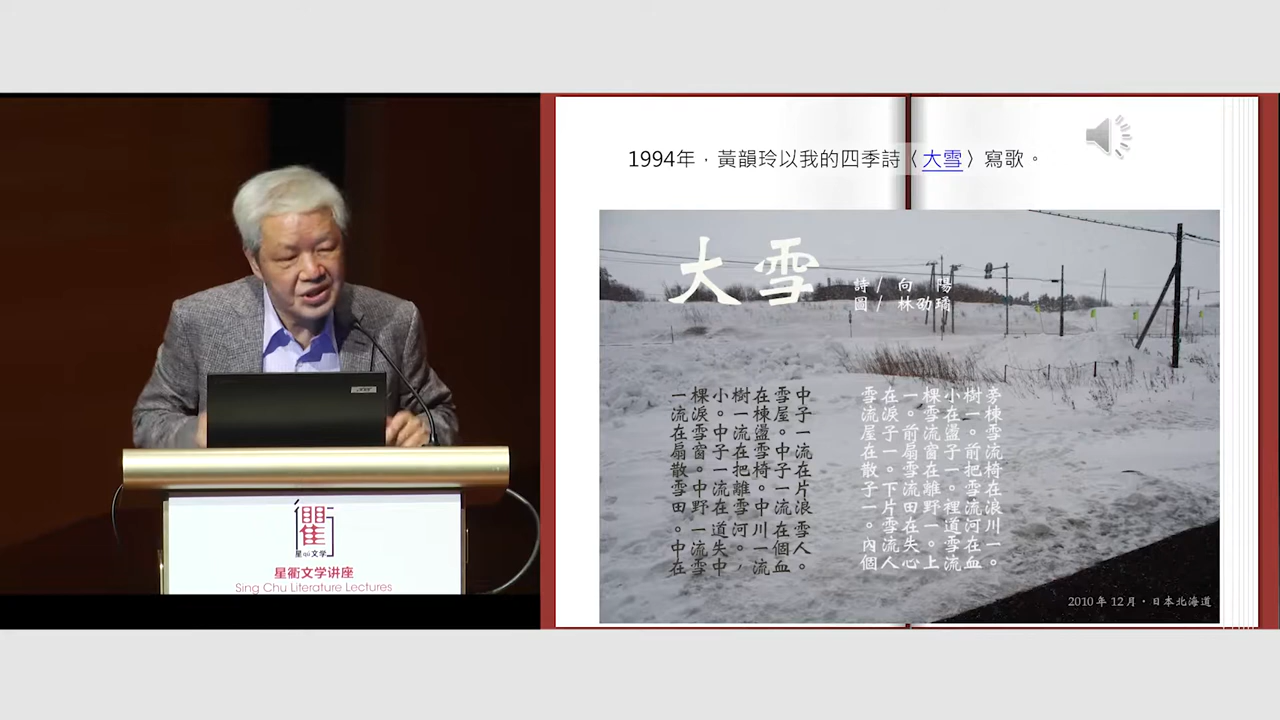 1994年，黃韻玲以我的四季詩〈大雪〉寫歌。
大雪
詩 / 向 陽
圖 / 林劭璚
一棵小樹在雪中
流淚。一棟屋子
在雪中流盪。一
扇窗子在雪中流
散。一把椅子在
雪中流離。一片
田野在雪中流浪
。一道河川在雪
中流失。一個人
在雪中，流血。
雪在一棵小樹旁
流淚。雪在一棟
屋子前流盪。雪
在一扇窗子前流
散。雪在一把椅
子下流離。雪在
一片田野裡流浪
。雪在一道河川
內流失。雪在一
個人心上流血。
2010 年 12 月・日本北海道
acer
星qú文学
星衢文学讲座
Sing Chu Literature Lectures